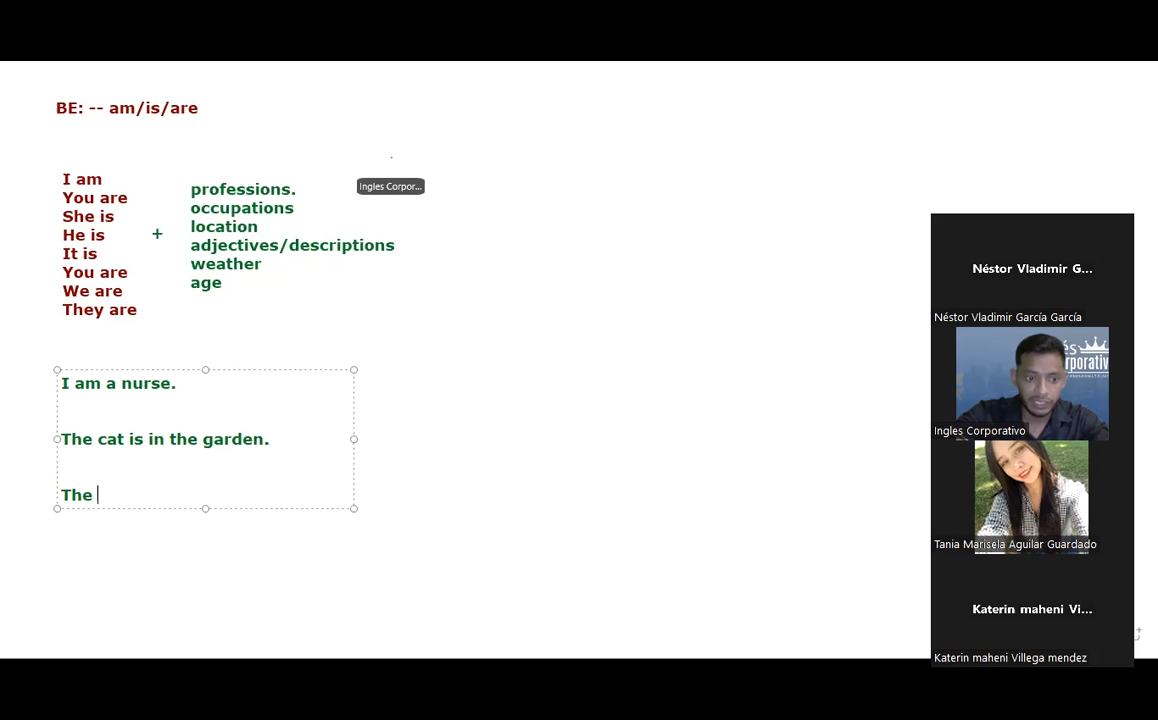 BE: -- am/is/are
I am
You are
She is
He is
It is
You are
We are
They are
+
professions.
occupations
location
adjectives/descriptions
weather
age
Ingles Corpor...
I am a nurse.
The cat is in the garden.
The
Néstor Vladimir G...
Néstor Vladimir García García
és
rporativo
Ingles Corporativo
Tania Marisela Aguilar Guardado
Katerin maheni Vi...
Katerin maheni Villega mendez